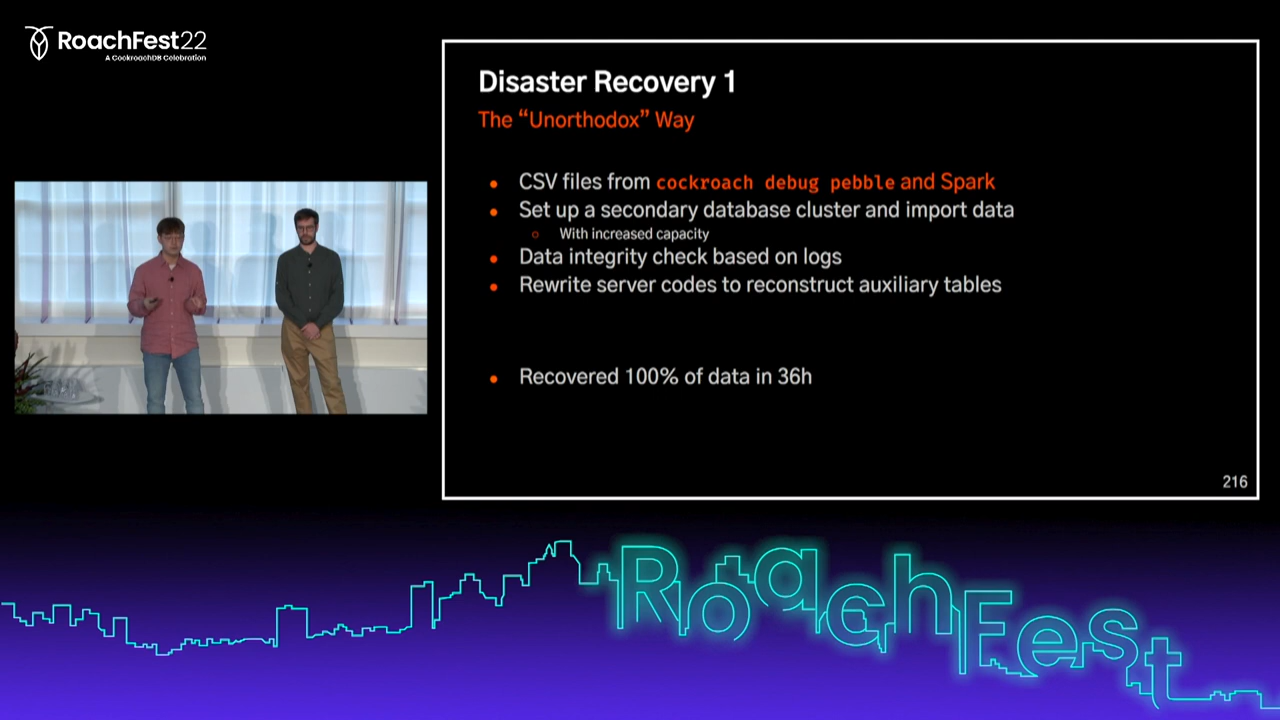 RoachFest22
A CockroachDB Celebration
Disaster Recovery 1
The “Unorthodox” Way
• CSV files from cockroach debug pebble and Spark
• Set up a secondary database cluster and import data
○ With increased capacity
• Data integrity check based on logs
• Rewrite server codes to reconstruct auxiliary tables
• Recovered 100% of data in 36h
216
RoachFest